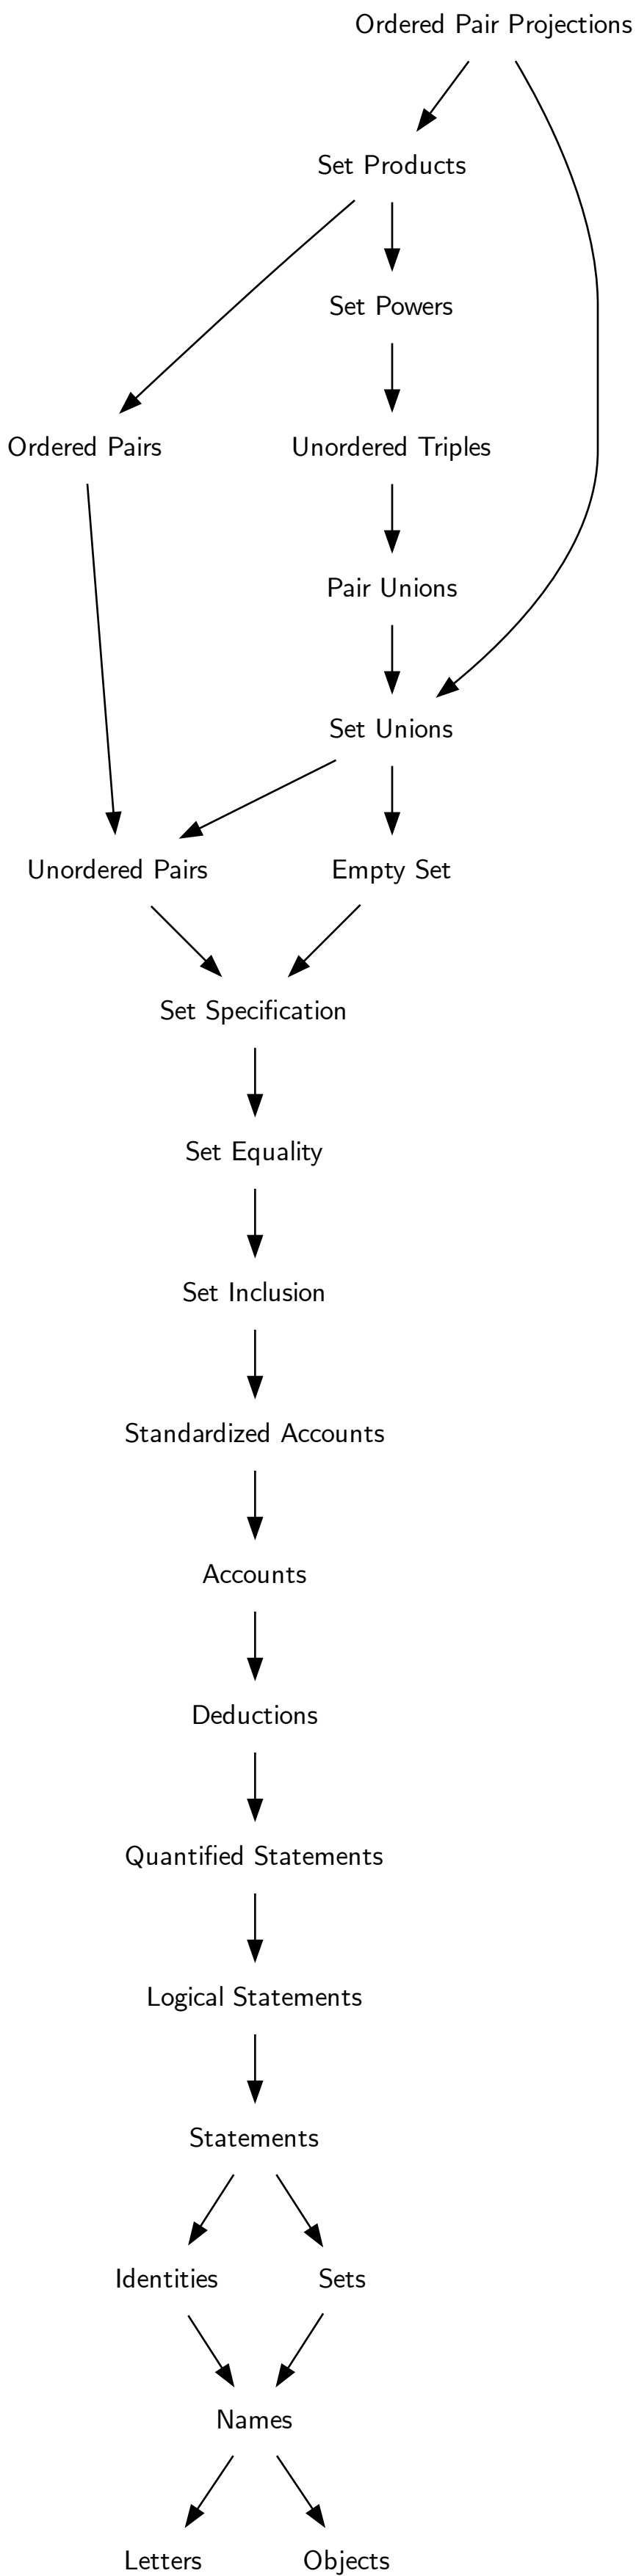 Ordered Pair Projections
Set Products
Set Powers
Ordered Pairs
Unordered Triples
Pair Unions
Set Unions
Unordered Pairs
Empty Set
Set Specification
Set Equality
Set Inclusion
Standardized Accounts
Accounts
Deductions
Quantified Statements
Logical Statements
Statements
Identities
Sets
Names
Letters
Objects